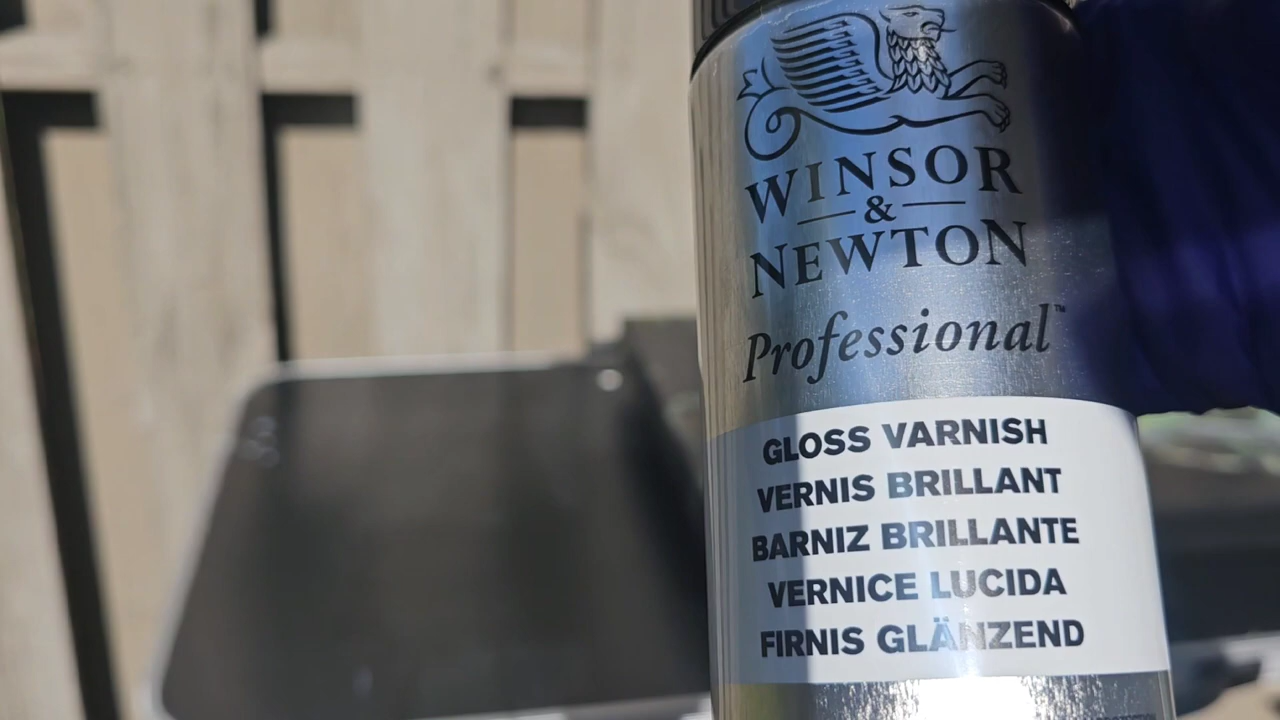 WINSOR
&
NEWTON
Professional™
GLOSS VARNISH
VERNIS BRILLANT
BARNIZ BRILLANTE
VERNICE LUCIDA
FIRNIS GLÄNZEND